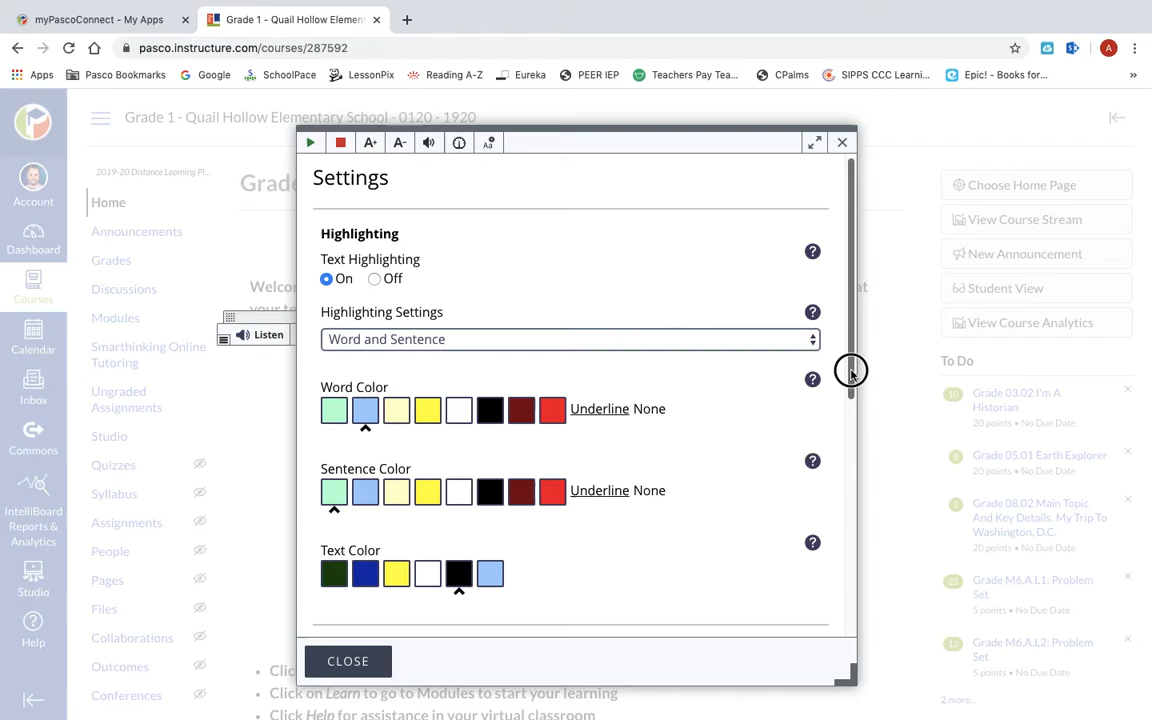 myPascoConnect - My Apps
Grade 1 - Quail Hollow Elemen
pasco.instructure.com/courses/287592
A
Apps
Pasco Bookmarks
Google
SchoolPace
LessonPix
Reading A-Z
Eureka
PEER IEP
Teachers Pay Tea...
CPalms
SIPPS CCC Learni...
Epic! - Books for...
»
Grade 1 - Quail Hollow Elementary School - 0120 - 1920
Account
Dashboard
Courses
Calendar
Inbox
Commons
IntelliBoard
Reports &
Analytics
Studio
Help
2019-20 Distance Learning Pl...
Home
Announcements
Grades
Discussions
Modules
Smarthinking Online
Tutoring
Ungraded
Assignments
Studio
Quizzes
Syllabus
Assignments
People
Pages
Files
Collaborations
Outcomes
Conferences
Listen
A+
A-
Aa
Settings
Highlighting
Text Highlighting
On Off
Highlighting Settings
Word and Sentence
Word Color
Underline None
Sentence Color
Underline None
Text Color
CLOSE
Click on Learn to go to Modules to start your learning
Click Help for assistance in your virtual classroom
Choose Home Page
View Course Stream
New Announcement
Student View
View Course Analytics
To Do
10
Grade 03.02 I'm A
Historian
20 points • No Due Date
Grade 05.01 Earth Explorer
20 points • No Due Date
Grade 08.02 Main Topic
And Key Details: My Trip To
Washington, D.C.
20 points • No Due Date
23
Grade M6.A.L1: Problem
Set
5 points • No Due Date
13
Grade M6.A.L2: Problem
Set
5 points • No Due Date
2 more...